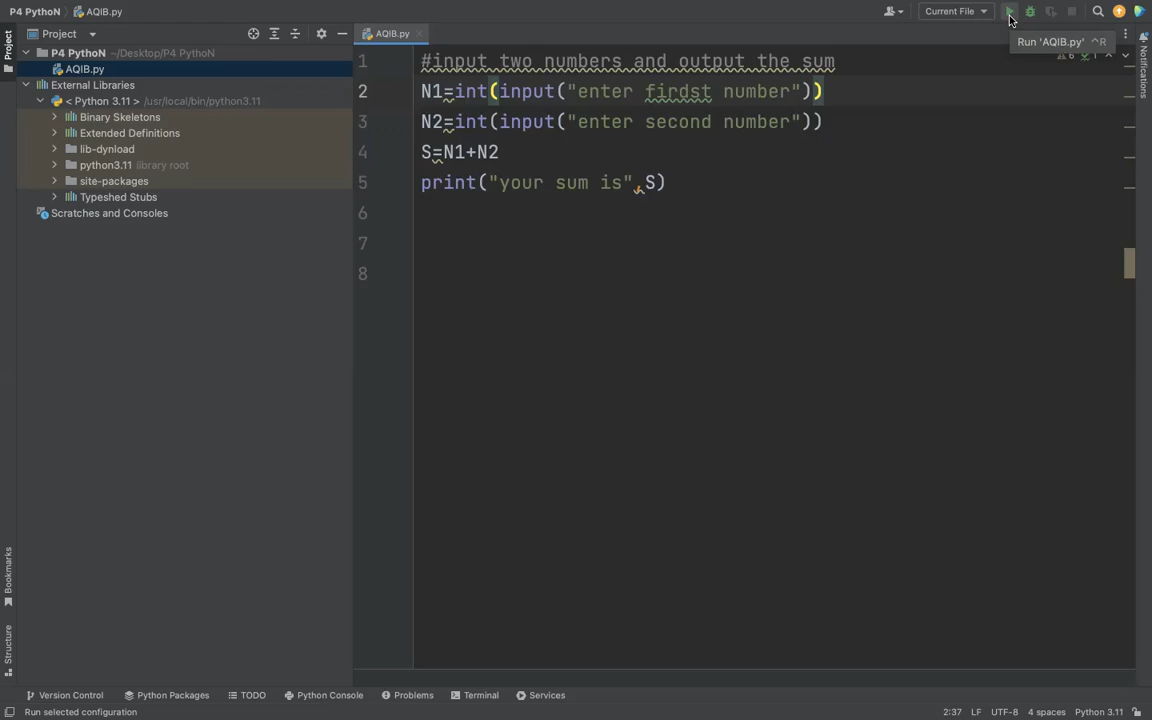 P4 PythoN
AQIB.py
Current File
Project
Project
AQIB.py
Run 'AQIB.py' ⌃R
Notifications
P4 PythoN ~/Desktop/P4 PythoN
AQIB.py
External Libraries
< Python 3.11 > /usr/local/bin/python3.11
Binary Skeletons
Extended Definitions
lib-dynload
python3.11 library root
site-packages
Typeshed Stubs
Scratches and Consoles
6 1
1 #input two numbers and output the sum
2 N1=int(input("enter firdst number"))
3 N2=int(input("enter second number"))
4 S=N1+N2
5 print("your sum is",S)
6
7
8
Bookmarks
Structure
Version Control
Python Packages
TODO
Python Console
Problems
Terminal
Services
Run selected configuration
2:37 LF UTF-8 4 spaces Python 3.11